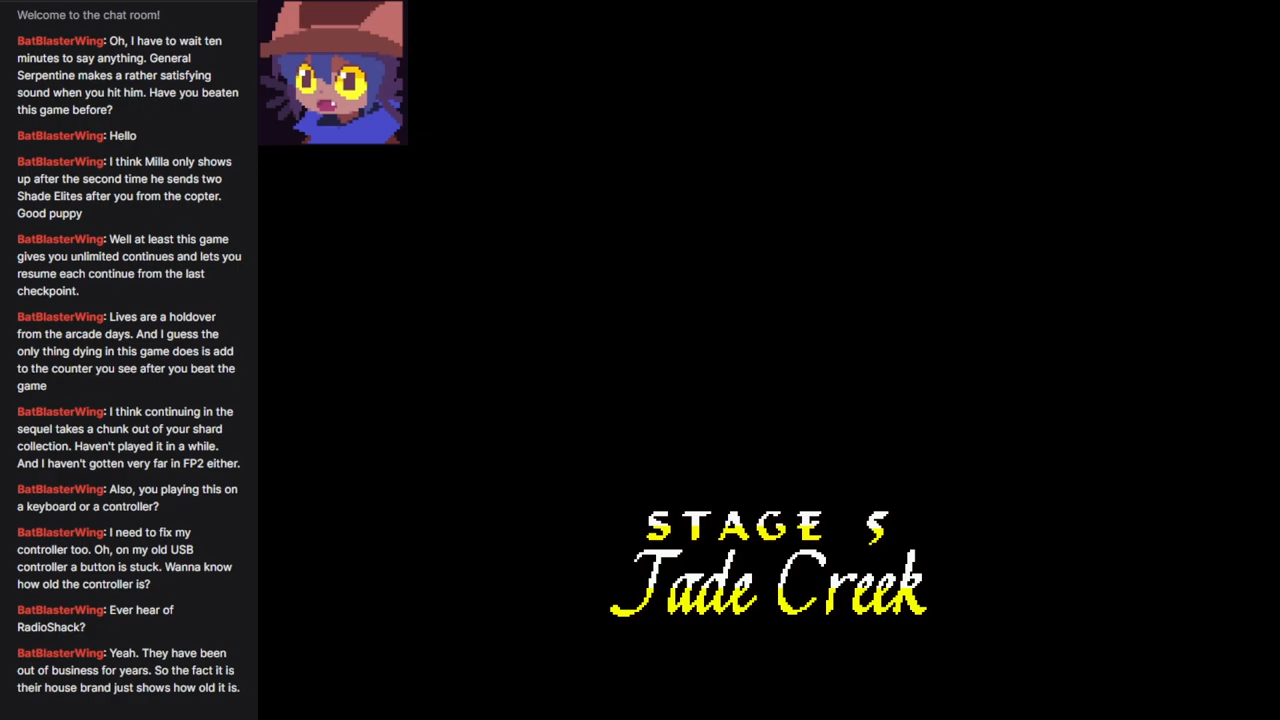 Welcome to the chat room!
BatBlasterWing: Oh, I have to wait ten
minutes to say anything. General
Serpentine makes a rather satisfying
sound when you hit him. Have you beaten
this game before?
BatBlasterWing: Hello
BatBlasterWing: I think Milla only shows
up after the second time he sends two
Shade Elites after you from the copter.
Good puppy
BatBlasterWing: Well at least this game
gives you unlimited continues and lets you
resume each continue from the last
checkpoint.
BatBlasterWing: Lives are a holdover
from the arcade days. And I guess the
only thing dying in this game does is add
to the counter you see after you beat the
game
BatBlasterWing: I think continuing in the
sequel takes a chunk out of your shard
collection. Haven't played it in a while.
And I haven't gotten very far in FP2 either.
BatBlasterWing: Also, you playing this on
a keyboard or a controller?
BatBlasterWing: I need to fix my
controller too. Oh, on my old USB
controller a button is stuck. Wanna know
how old the controller is?
BatBlasterWing: Ever hear of
RadioShack?
BatBlasterWing: Yeah. They have been
out of business for years. So the fact it is
their house brand just shows how old it is.
STAGE 5
Jade Creek